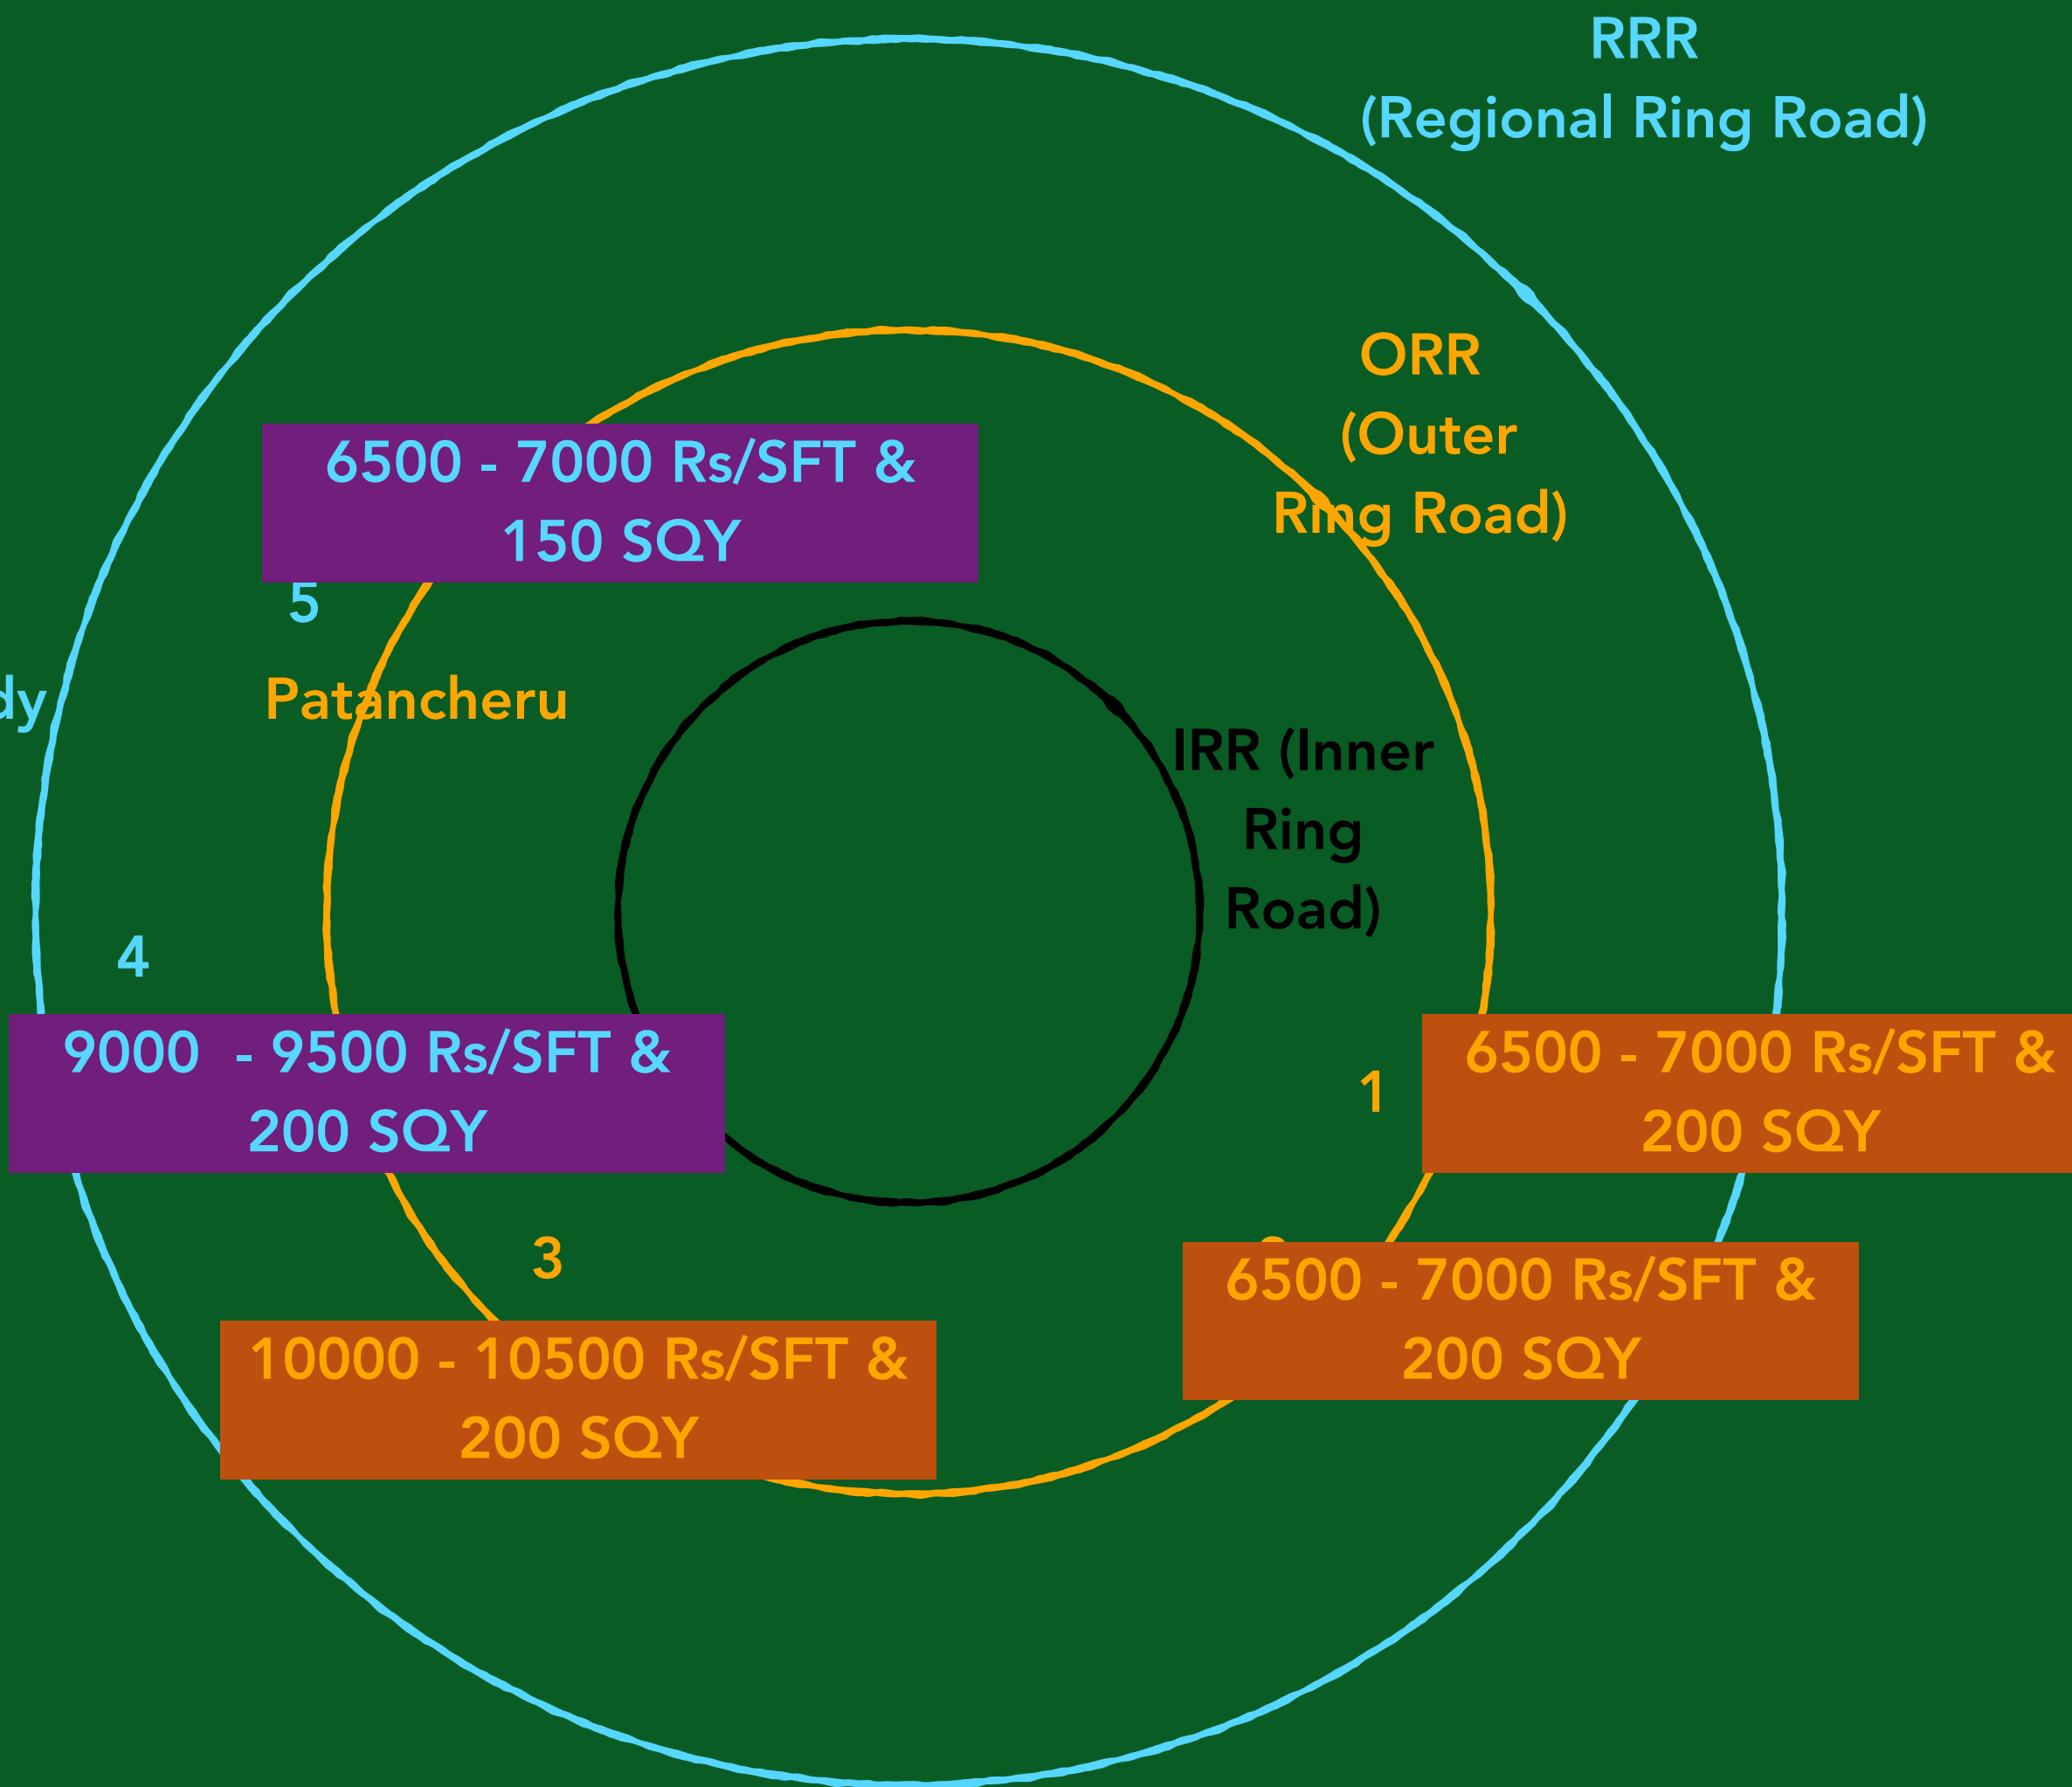 RRR
(Regional Ring Road)
ORR
(Outer
Ring Road)
6500 - 7000 Rs/SFT &
150 SQY
5
Patancheru
dy
IRR (Inner
Ring
Road)
4
9000 - 9500 Rs/SFT &
200 SQY
1
6500 - 7000 Rs/SFT &
200 SQY
3
6500 - 7000 Rs/SFT &
200 SQY
10000 - 10500 Rs/SFT &
200 SQY